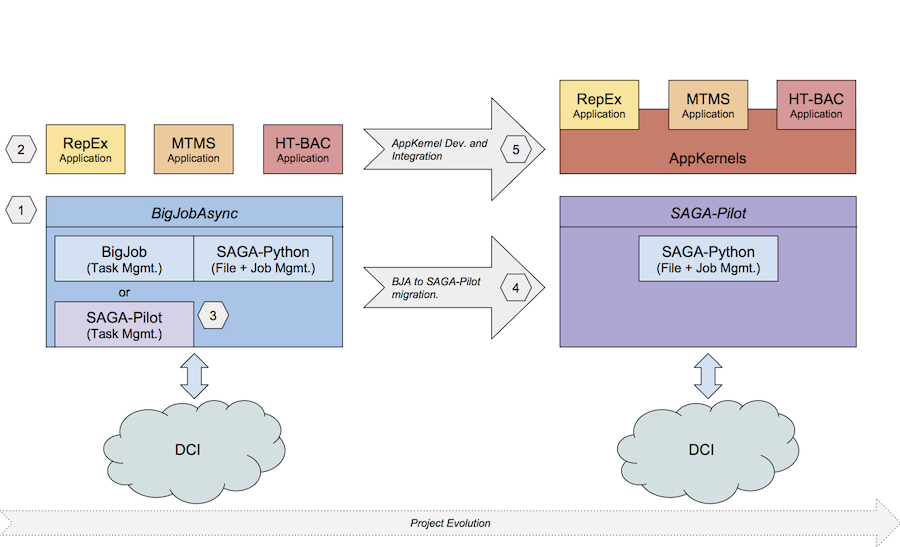 2
RepEx
Application
MTMS
Application
HT-BAC
Application
AppKernel Dev. and
Integration
5
RepEx
Application
MTMS
Application
HT-BAC
Application
AppKernels
1
BigJobAsync
BigJob
(Task Mgmt.)
SAGA-Python
(File + Job Mgmt.)
or
SAGA-Pilot
(Task Mgmt.)
3
BJA to SAGA-Pilot
migration.
4
SAGA-Pilot
SAGA-Python
(File + Job Mgmt.)
DCI
DCI
Project Evolution